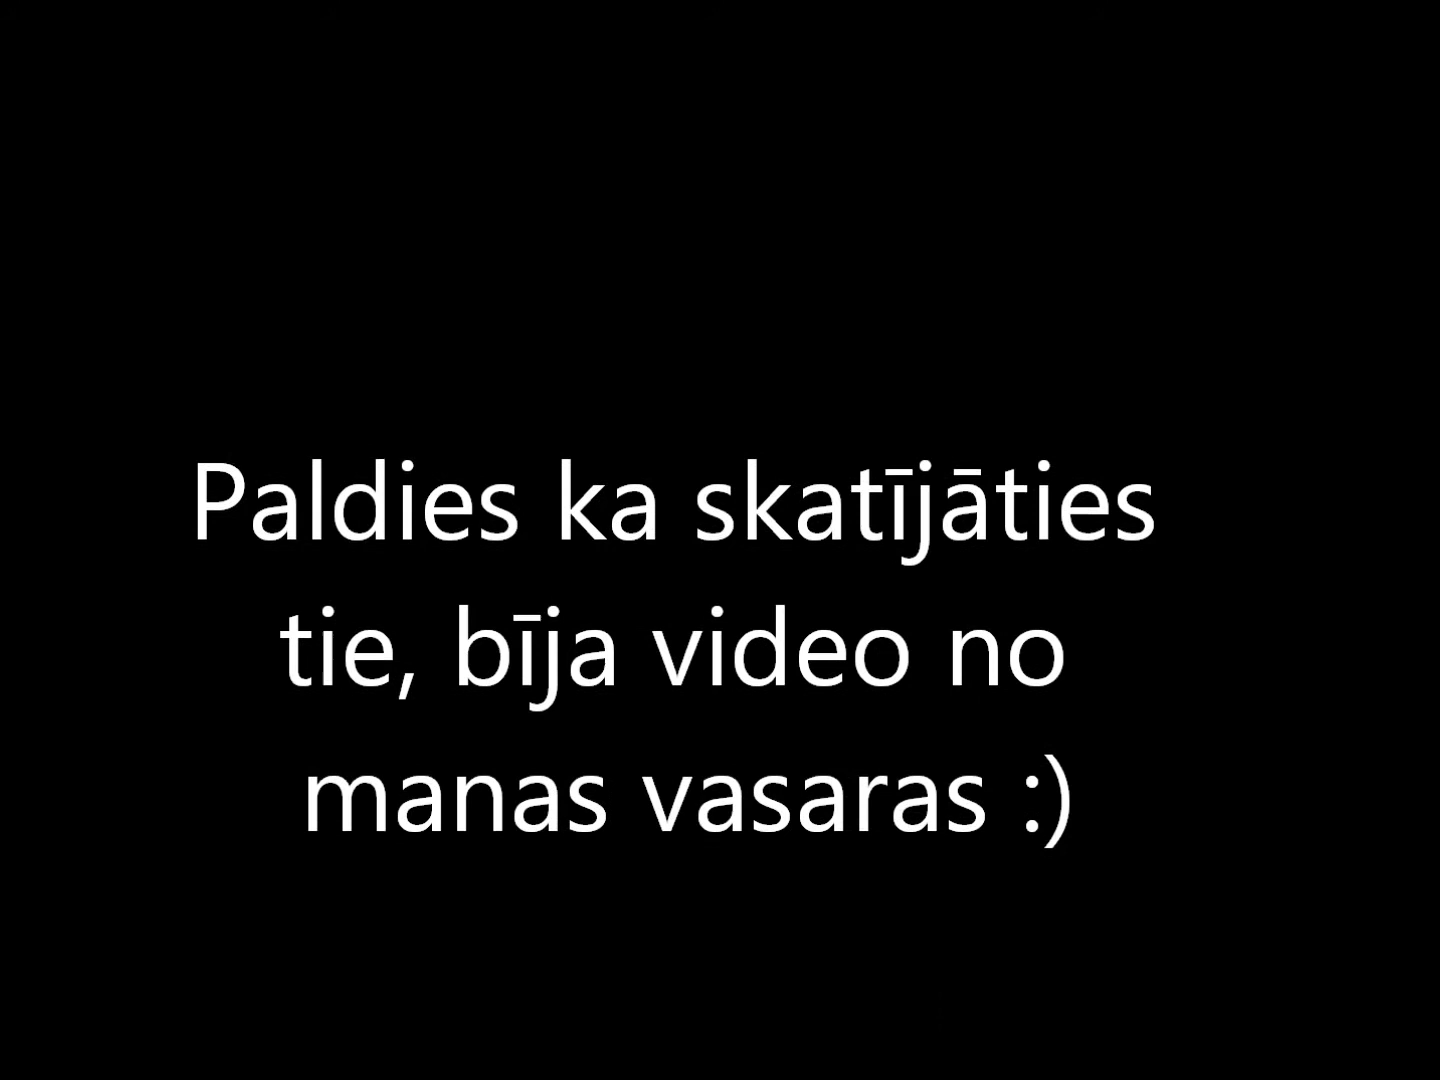 Paldies ka skatījāties
tie, bīja video no
manas vasaras :)